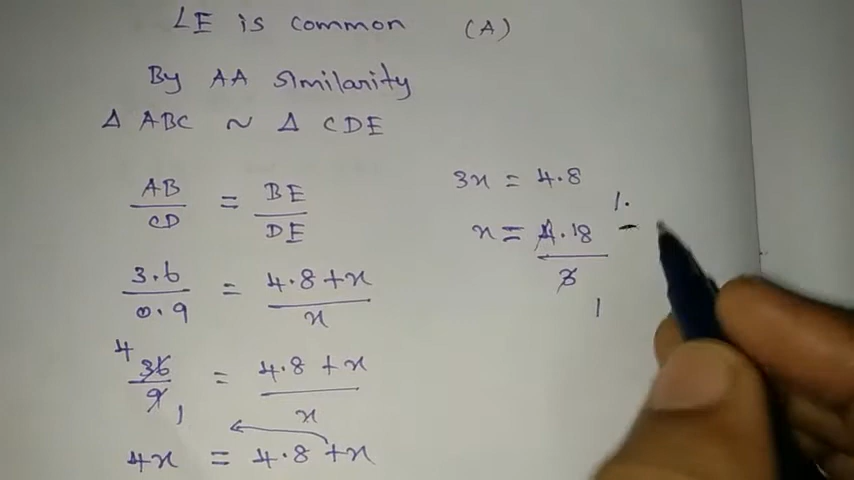 ∠E is common (A)
By AA Similarity
Δ ABC ~ Δ CDE
AB/CD = BE/DE
3.6/0.9 = 4.8+x/x
4 36/9 1 = 4.8+x/x
4x = 4.8+x
3x = 4.8
x = 4.18/3 1.
1